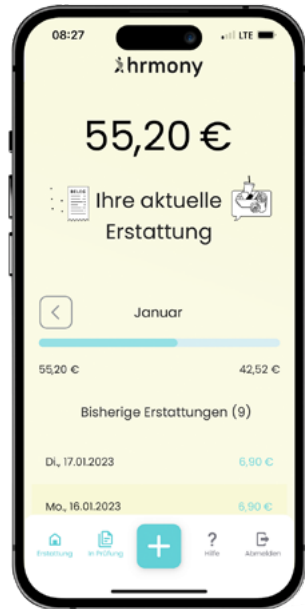 08:27 LTE
hrmony
55,20 €
BELEG
Ihre aktuelle
Erstattung
Januar
55,20 € 42,52 €
Bisherige Erstattungen (9)
Di., 17.01.2023 6,90 €
Mo., 16.01.2023 6,90 €
Erstattung In Prüfung Hilfe Abmelden